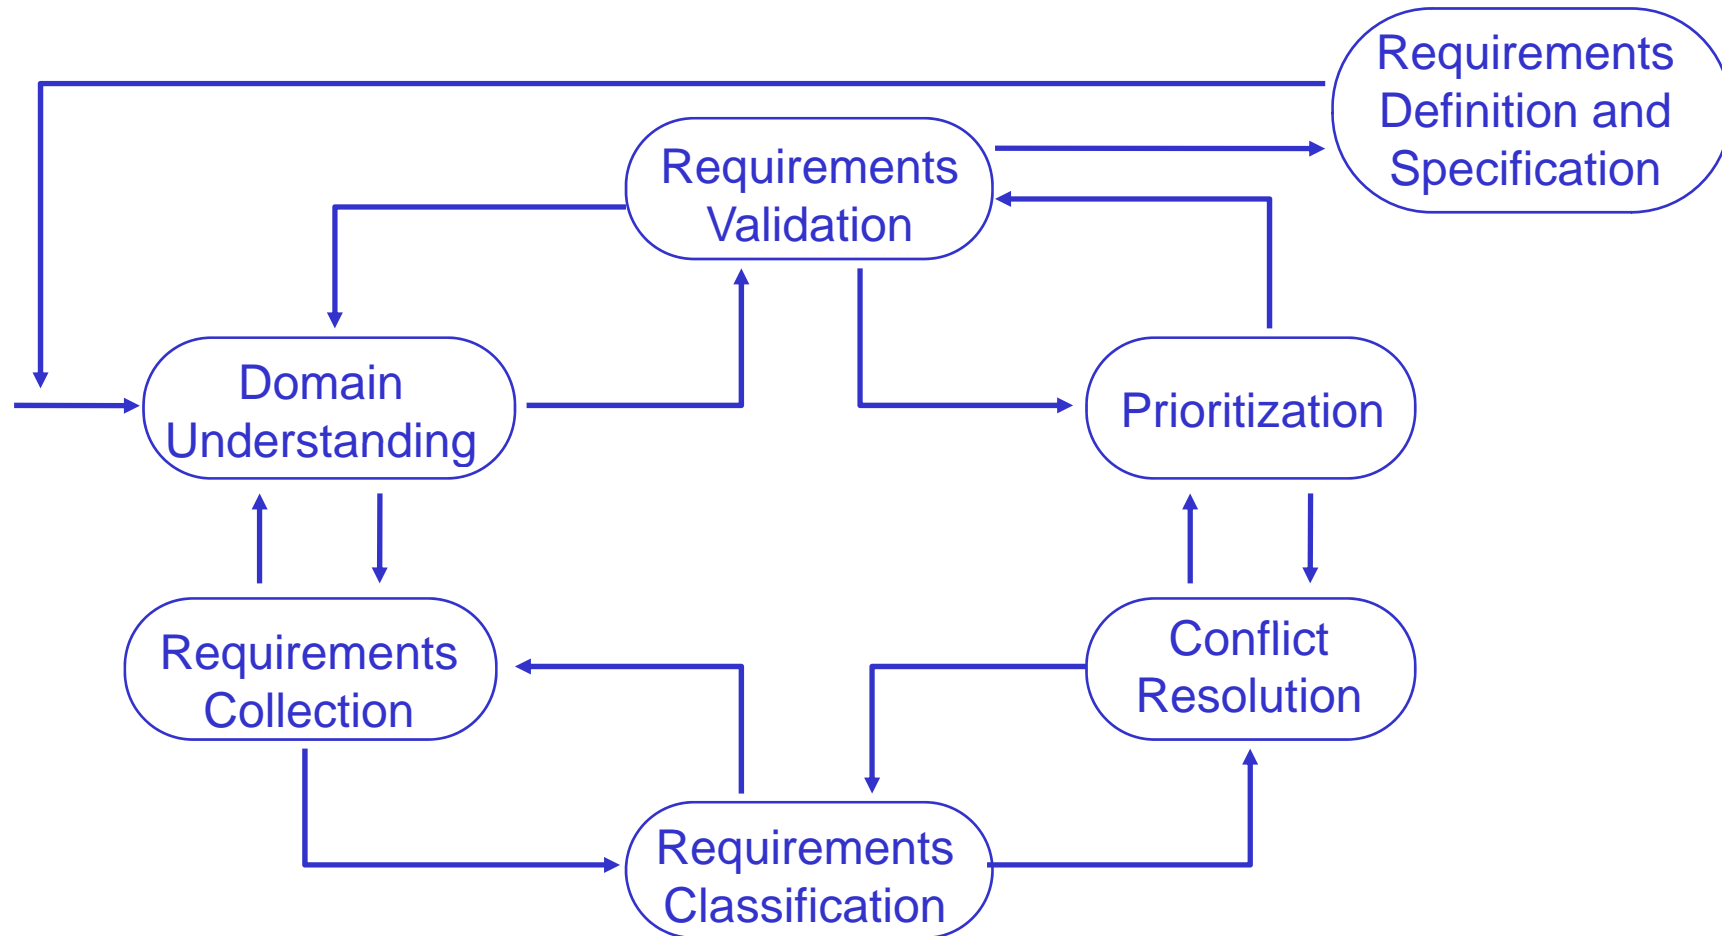 Requirements
Definition and
Specification
Requirements
Validation
Domain
Understanding
Prioritization
Requirements
Collection
Conflict
Resolution
Requirements
Classification